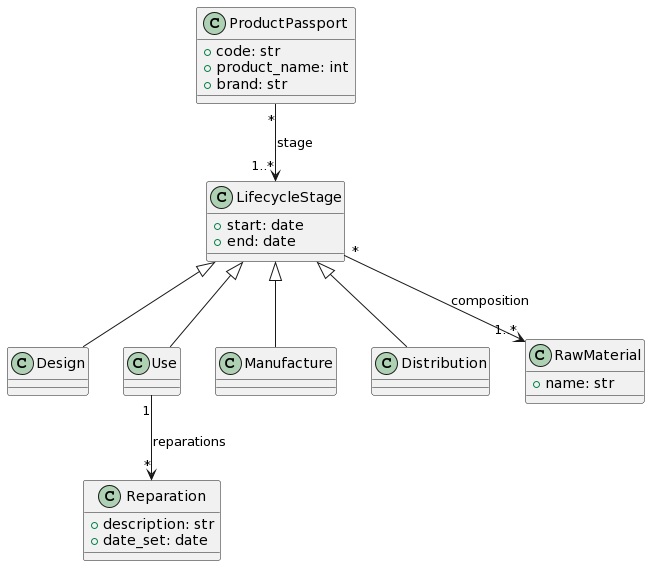 C ProductPassport
code: str
product_name: int
brand: str
*
stage
1..*
C LifecycleStage
start: date
end: date
*
composition
1..*
C Design
C Use
C Manufacture
C Distribution
C RawMaterial
name: str
1
reparations
*
C Reparation
description: str
date_set: date